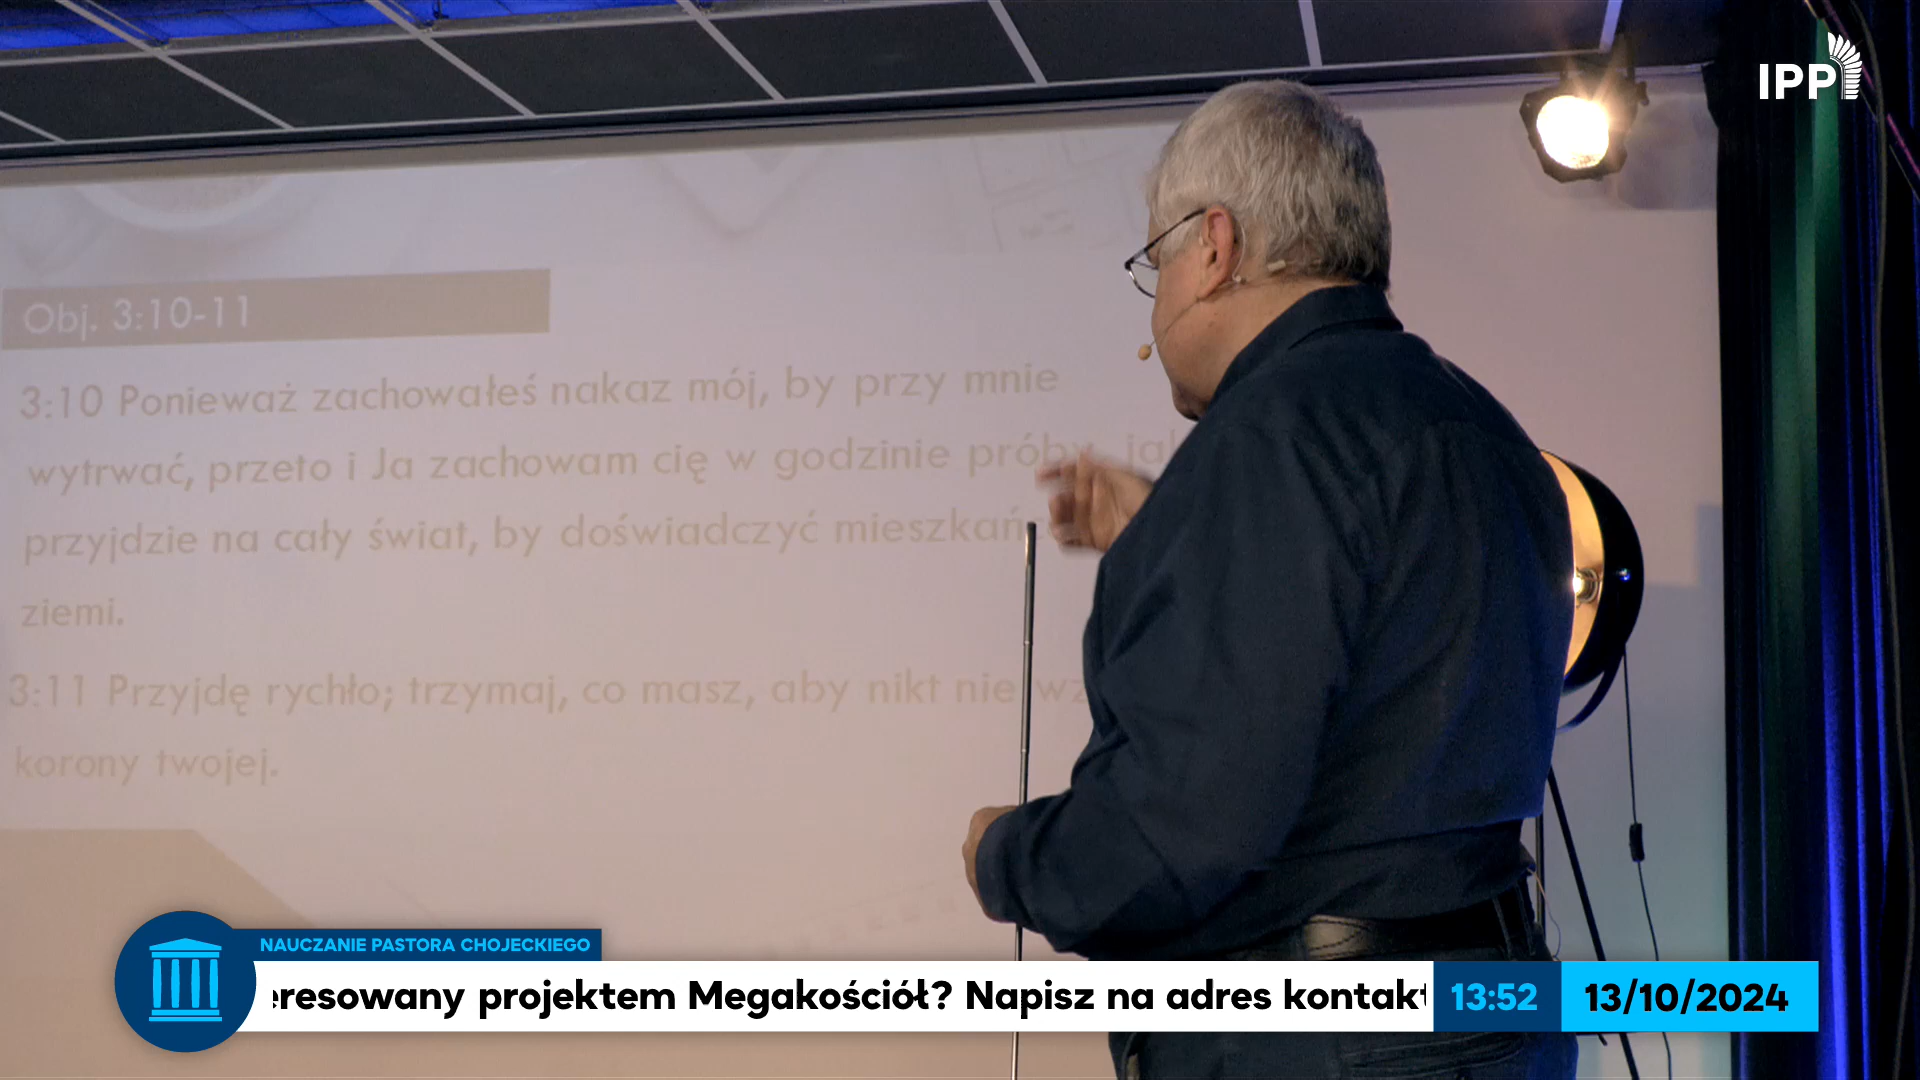 IPP
Obj. 3:10-11
3:10 Ponieważ zachowałeś nakaz mój, by przy mnie
wytrwać, przeto i Ja zachowam cię w godzinie próby,
przyjdzie na cały świat, by doświadczyć
ziemi.
3:11 Przyjdę rychło; trzymaj, co masz, aby nikt nie
korony twojej.
NAUCZANIE PASTORA CHOJECKIEGO
eresowany projektem Megakościół? Napisz na adres kontakt
13:52
13/10/2024